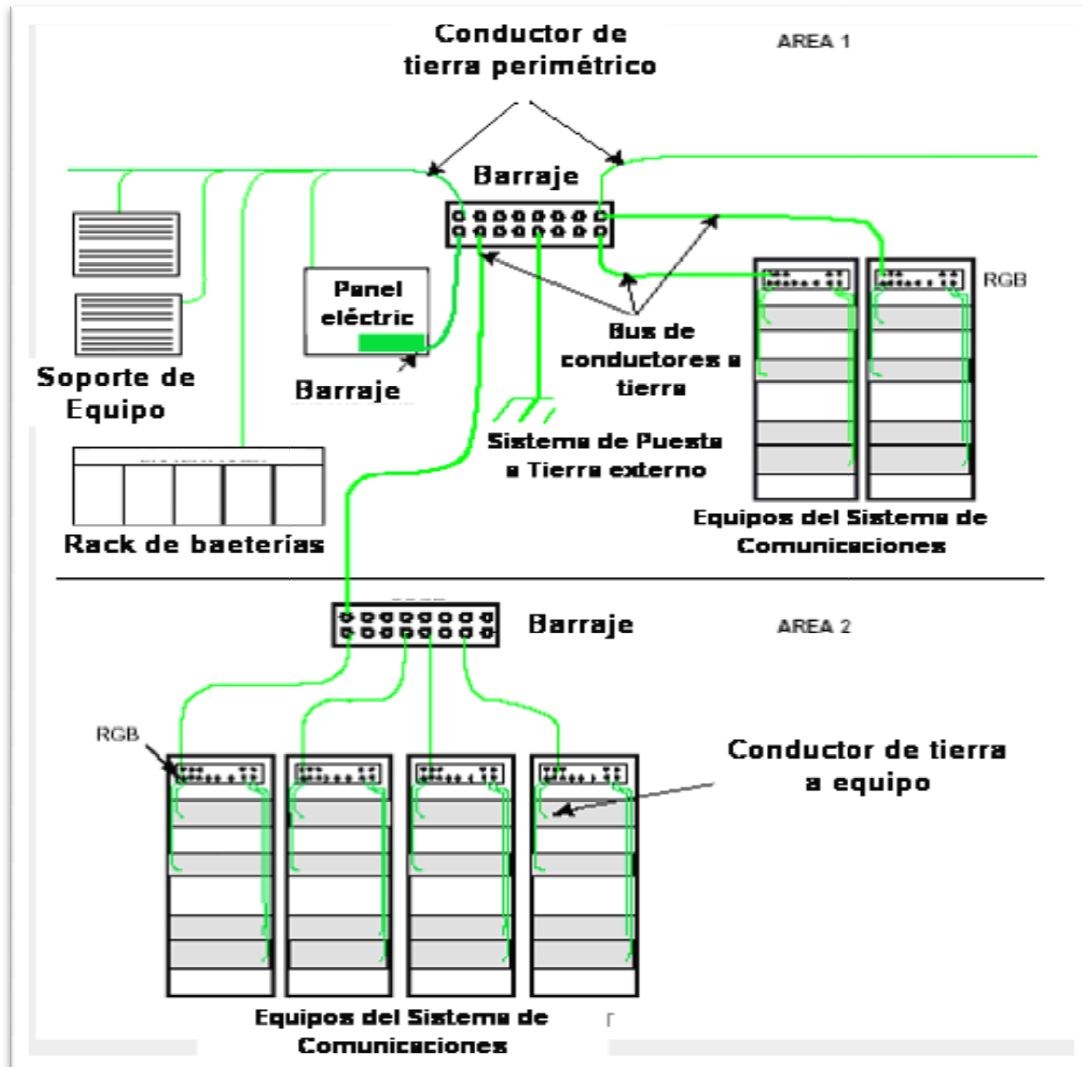 Conductor de
tierra perimétrico
AREA 1
Barraje
RGB
Panel
eléctric
Bus de
conductores a
tierra
Soporte de
Equipo
Barraje
Sistema de Puesta
a Tierra externo
Equipos del Sistema de
Comunicaciones
Rack de baeterías
Barraje
AREA 2
RGB
Conductor de tierra
a equipo
Equipos del Sistema de
Comunicaciones